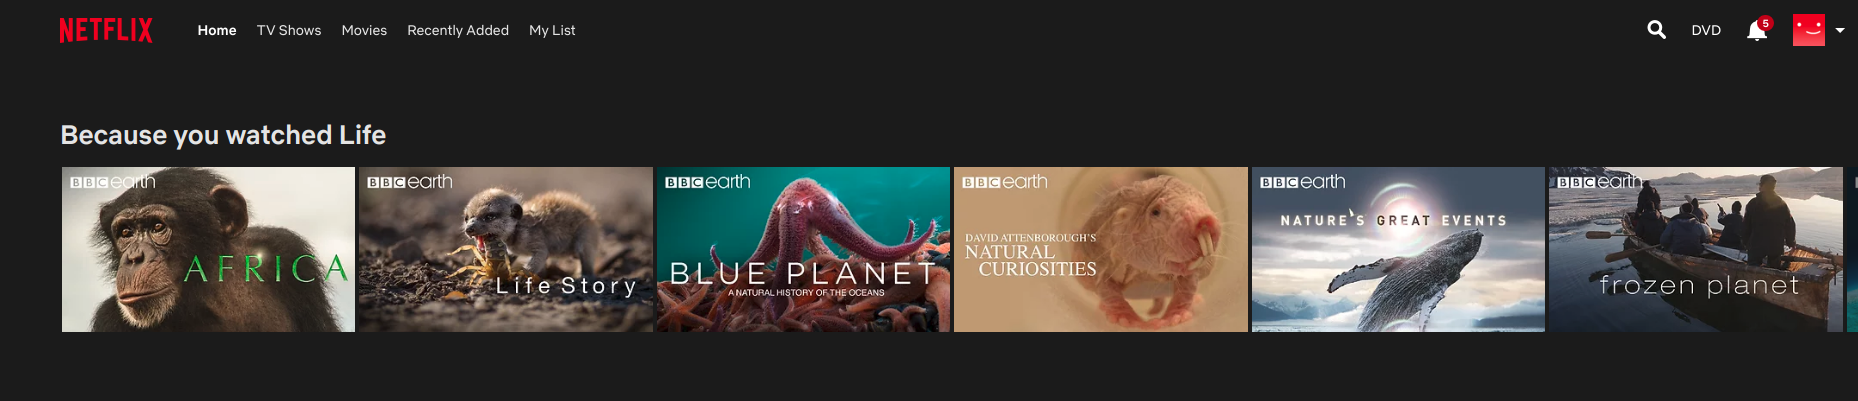 NETFLIX Home TV Shows Movies Recently Added My List DVD 5
Because you watched Life
BBC earth
AFRICA
BBC earth
Life Story
BBC earth
BLUE PLANET
A NATURAL HISTORY OF THE OCEANS
BBC earth
DAVID ATTENBOROUGH'S
NATURAL
CURIOSITIES
BBC earth
NATURE'S GREAT EVENTS
BBC earth
frozen planet